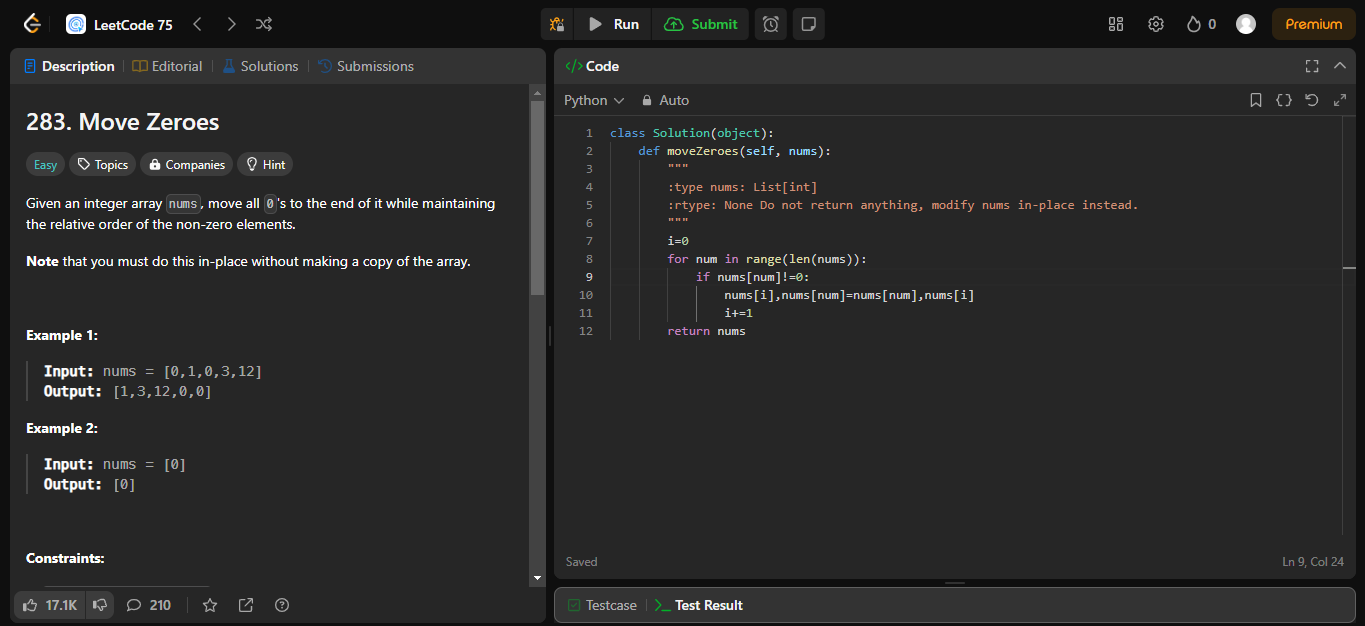 LeetCode 75
Run
Submit
0
Premium
Description
Editorial
Solutions
Submissions
283. Move Zeroes
Easy
Topics
Companies
Hint
Given an integer array nums, move all 0's to the end of it while maintaining
the relative order of the non-zero elements.
Note that you must do this in-place without making a copy of the array.
Example 1:
Input: nums = [0,1,0,3,12]
Output: [1,3,12,0,0]
Example 2:
Input: nums = [0]
Output: [0]
Constraints:
17.1K
210
</> Code
Python
Auto
1 class Solution(object):
2 def moveZeroes(self, nums):
3 """
4 :type nums: List[int]
5 :rtype: None Do not return anything, modify nums in-place instead.
6 """
7 i=0
8 for num in range(len(nums)):
9 if nums[num]!=0:
10 nums[i],nums[num]=nums[num],nums[i]
11 i+=1
12 return nums
Saved
Ln 9, Col 24
Testcase
Test Result